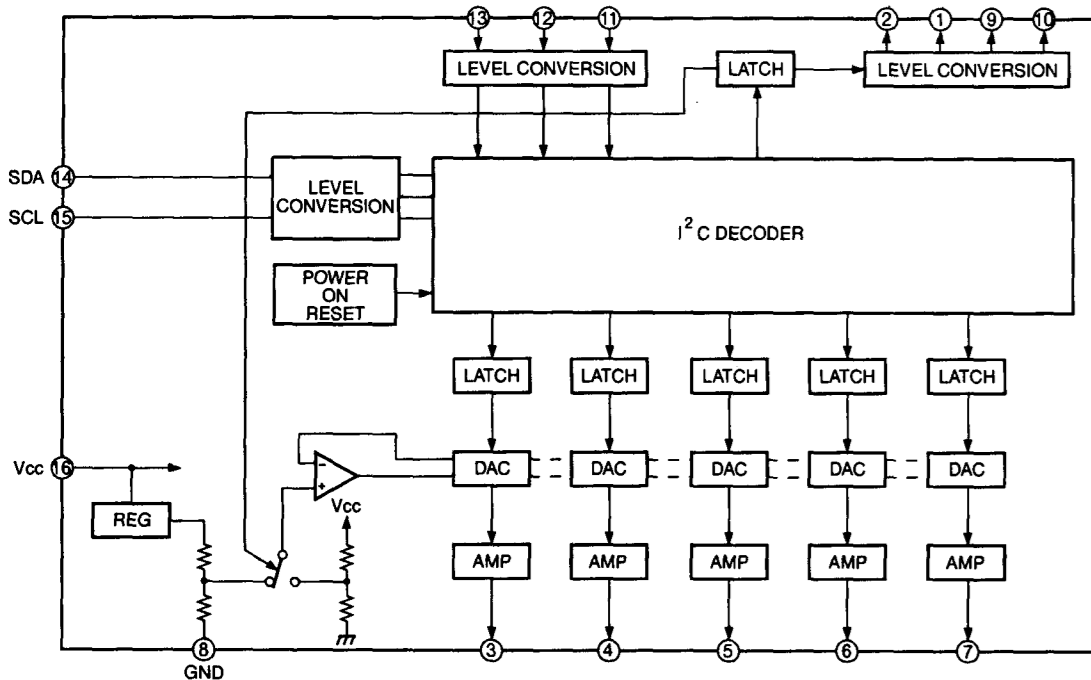 13 12 11 2 1 9 10
LEVEL CONVERSION LATCH LEVEL CONVERSION
SDA 14
LEVEL
CONVERSION
SCL 15
I²C DECODER
POWER
ON
RESET
LATCH LATCH LATCH LATCH LATCH
Vcc 16
- DAC DAC DAC DAC DAC
+
Vcc
REG
AMP AMP AMP AMP AMP
8 3 4 5 6 7
GND